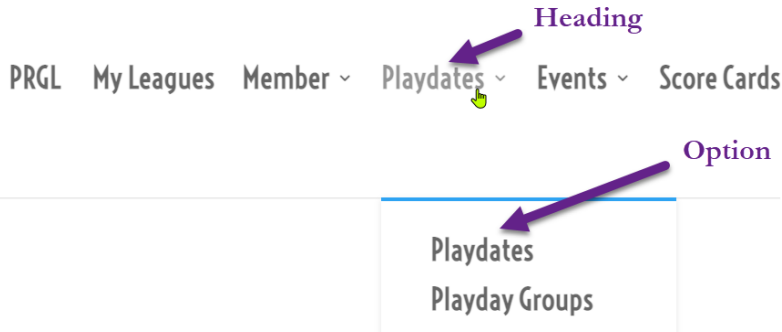 Heading
PRGL My Leagues Member Playdates Events Score Cards
Option
Playdates
Playday Groups